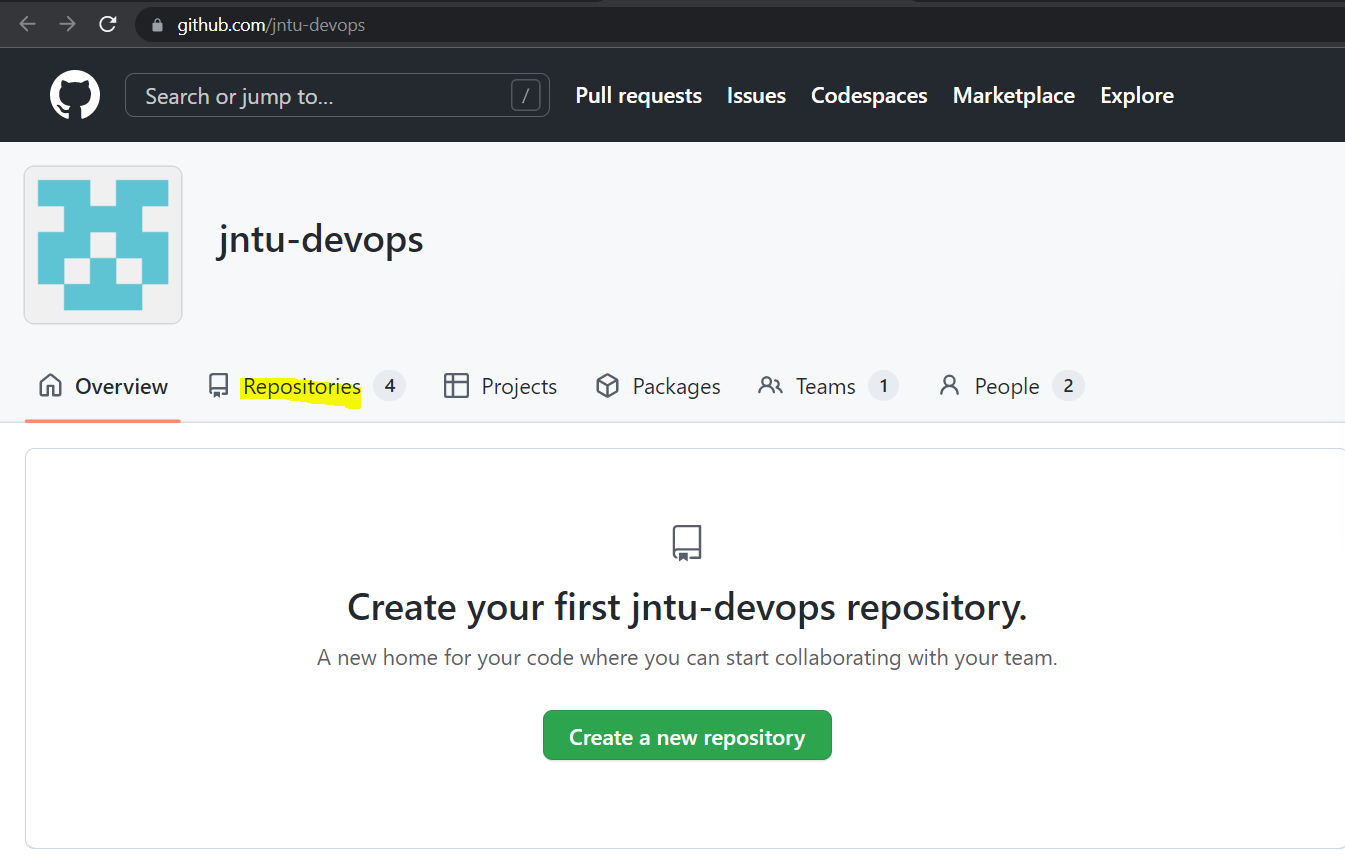 github.com/jntu-devops
Search or jump to... / Pull requests Issues Codespaces Marketplace Explore
jntu-devops
Overview Repositories 4 Projects Packages Teams 1 People 2
Create your first jntu-devops repository.
A new home for your code where you can start collaborating with your team.
Create a new repository